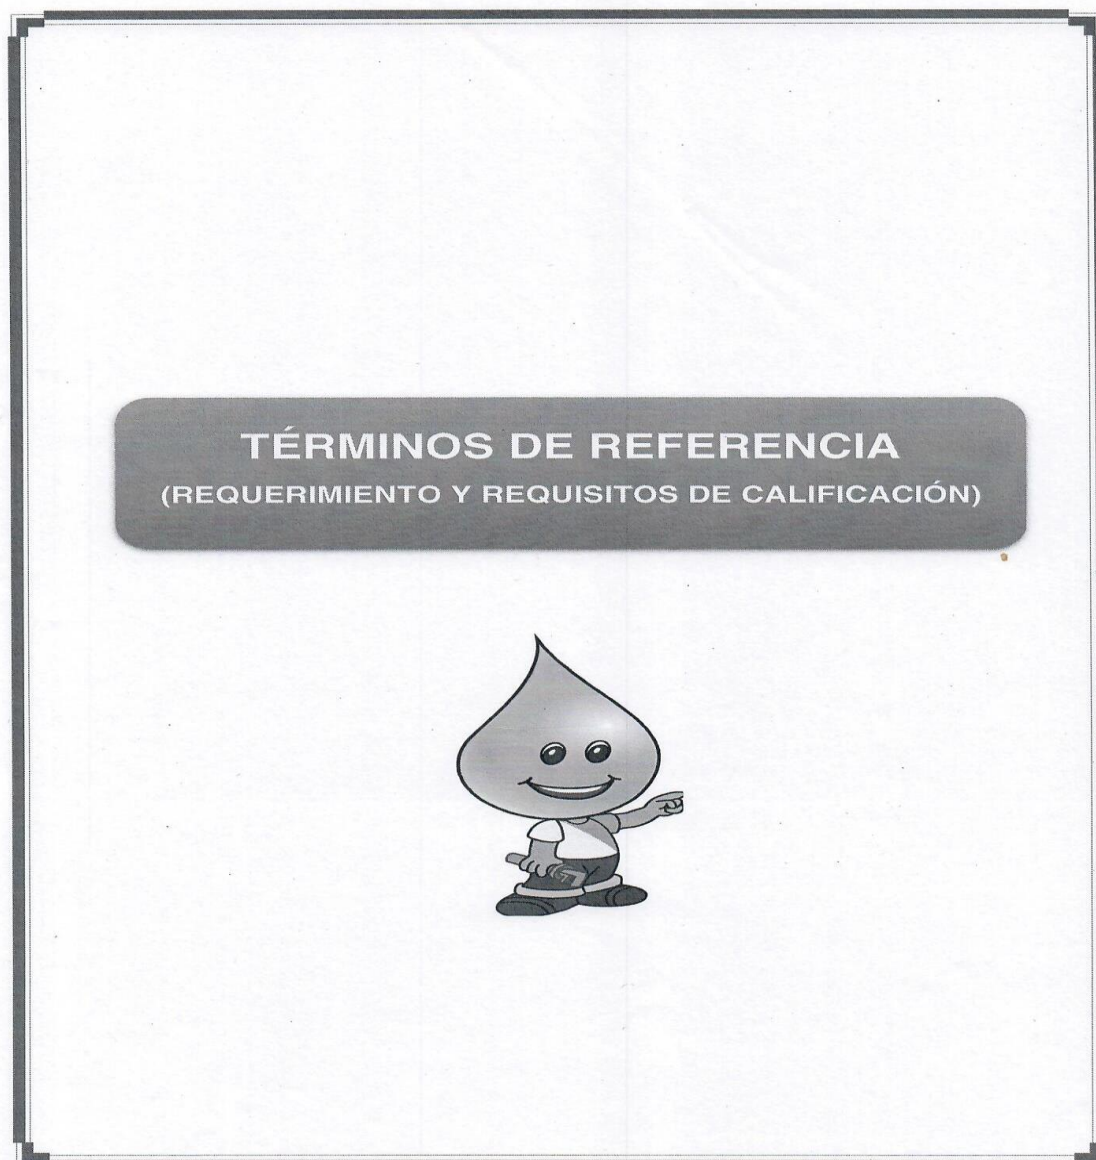 TÉRMINOS DE REFERENCIA
(REQUERIMIENTO Y REQUISITOS DE CALIFICACIÓN)